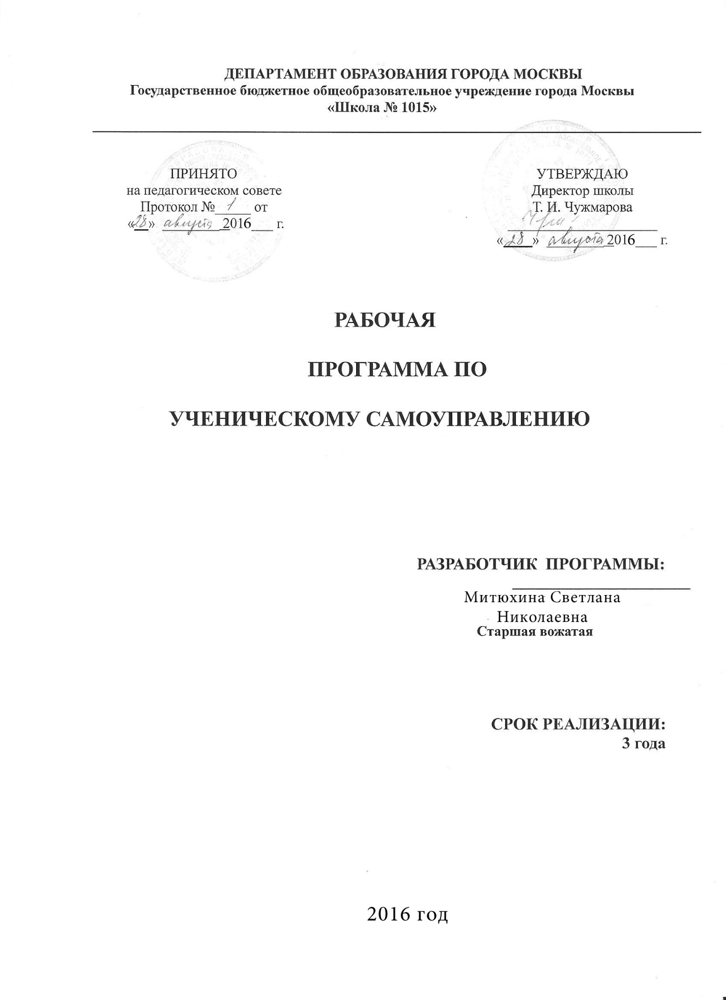 ДЕПАРТАМЕНТ ОБРАЗОВАНИЯ ГОРОДА МОСКВЫ
Государственное бюджетное общеобразовательное учреждение города Москвы
«Школа № 1015»
ПРИНЯТО
на педагогическом совете
Протокол № 1 от
«28» августа 2016 г.
УТВЕРЖДАЮ
Директор школы
Т. И. Чужмарова
«28» августа 2016 г.
РАБОЧАЯ
ПРОГРАММА ПО
УЧЕНИЧЕСКОМУ САМОУПРАВЛЕНИЮ
РАЗРАБОТЧИК ПРОГРАММЫ:
Митюхина Светлана
Николаевна
Старшая вожатая
СРОК РЕАЛИЗАЦИИ:
3 года
2016 год